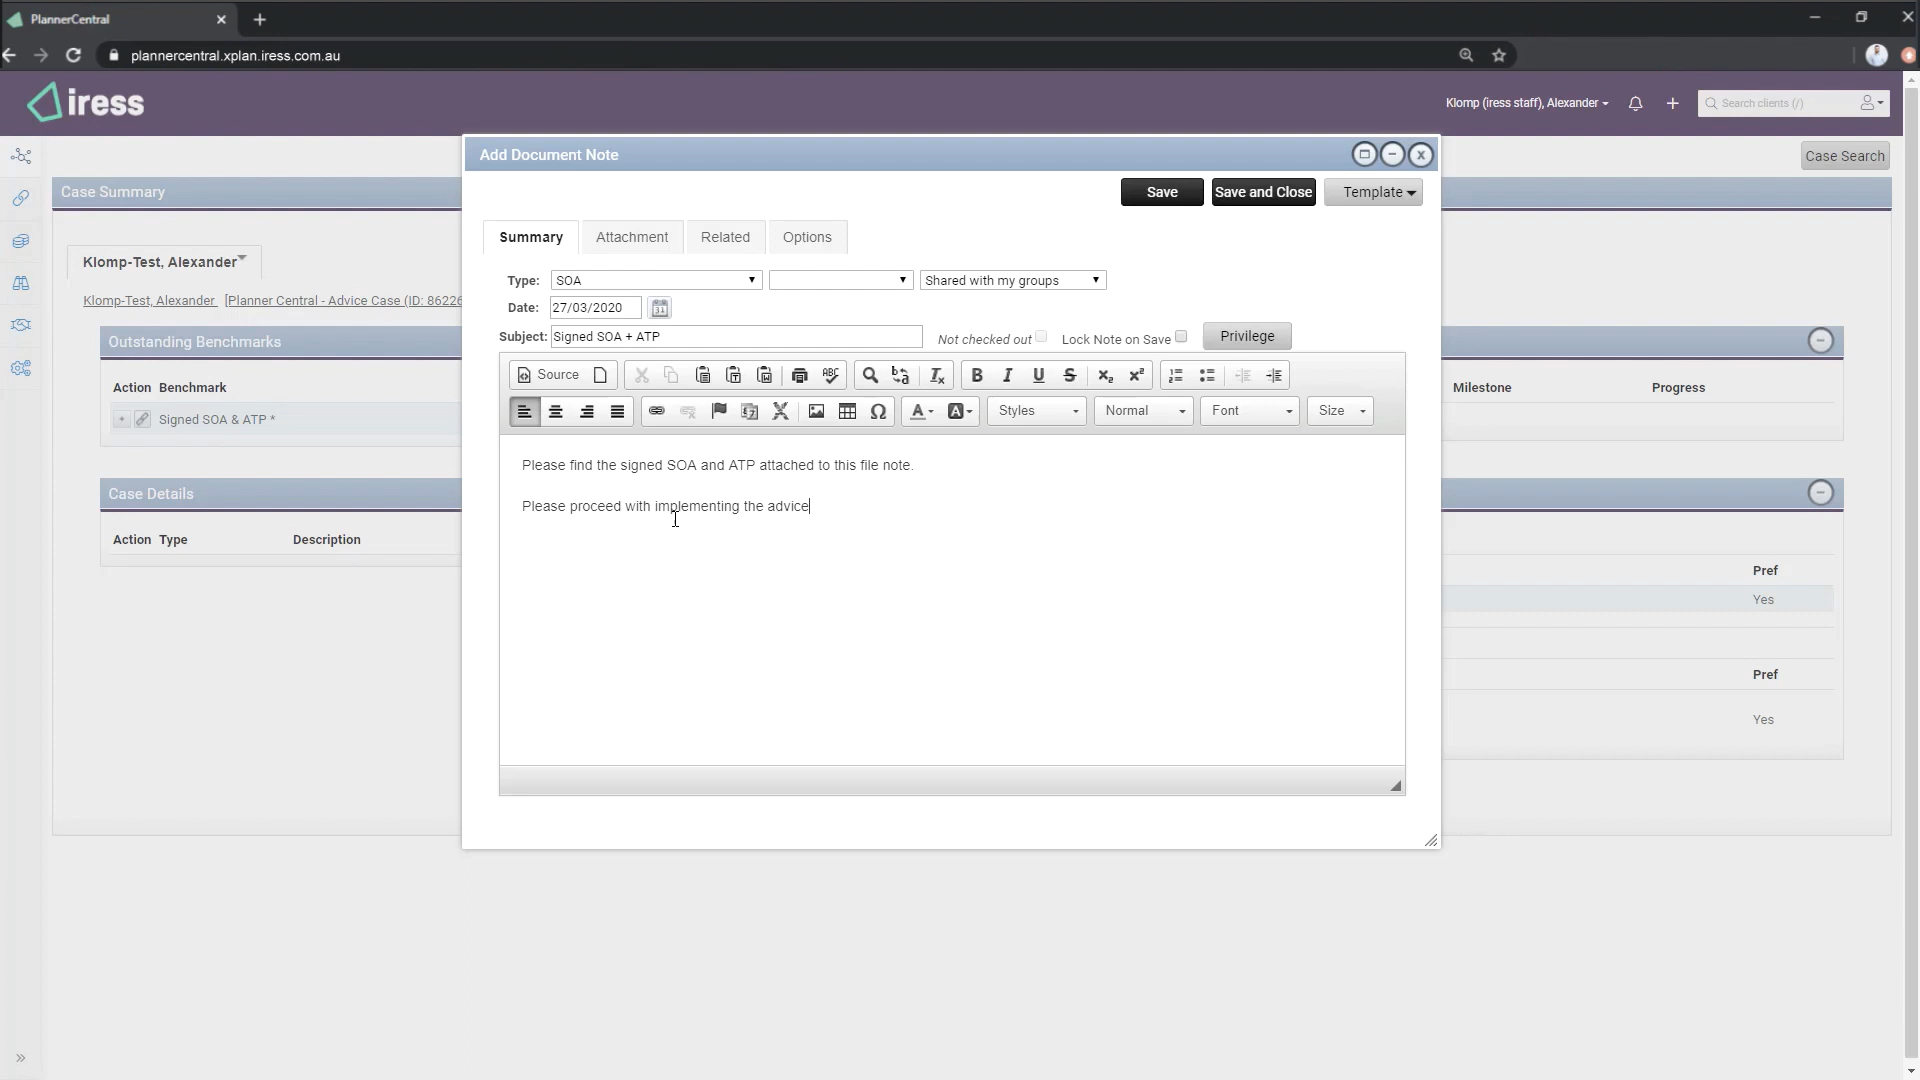 PlannerCentral
plannercentral.xplan.iress.com.au
iress
Klomp (iress staff), Alexander
Search clients (/)
Case Search
Case Summary
Klomp-Test, Alexander
Klomp-Test, Alexander [Planner Central - Advice Case (ID: 86226
Outstanding Benchmarks
Action Benchmark
Milestone Progress
Signed SOA & ATP *
Case Details
Action Type Description
Pref
Yes
Pref
Yes
Add Document Note
Save Save and Close Template
Summary Attachment Related Options
Type: SOA Shared with my groups
Date: 27/03/2020 31
Subject: Signed SOA + ATP Not checked out Lock Note on Save Privilege
Source
Styles Normal Font Size
Please find the signed SOA and ATP attached to this file note.
Please proceed with implementing the advice